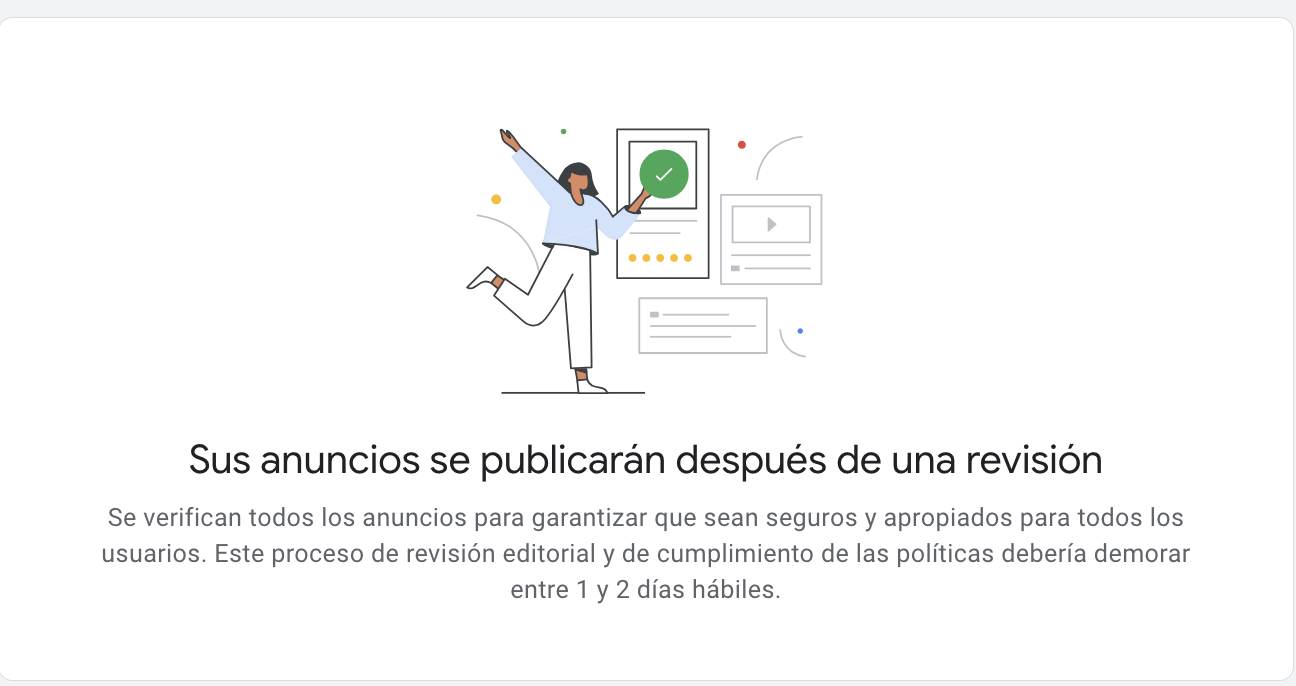 Sus anuncios se publicarán después de una revisión
Se verifican todos los anuncios para garantizar que sean seguros y apropiados para todos los
usuarios. Este proceso de revisión editorial y de cumplimiento de las políticas debería demorar
entre 1 y 2 días hábiles.